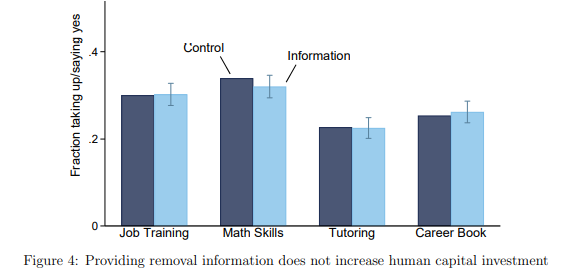 Fraction taking up/saying yes
.4
.2
0
Control
Information
Job Training
Math Skills
Tutoring
Career Book
Figure 4: Providing removal information does not increase human capital investment